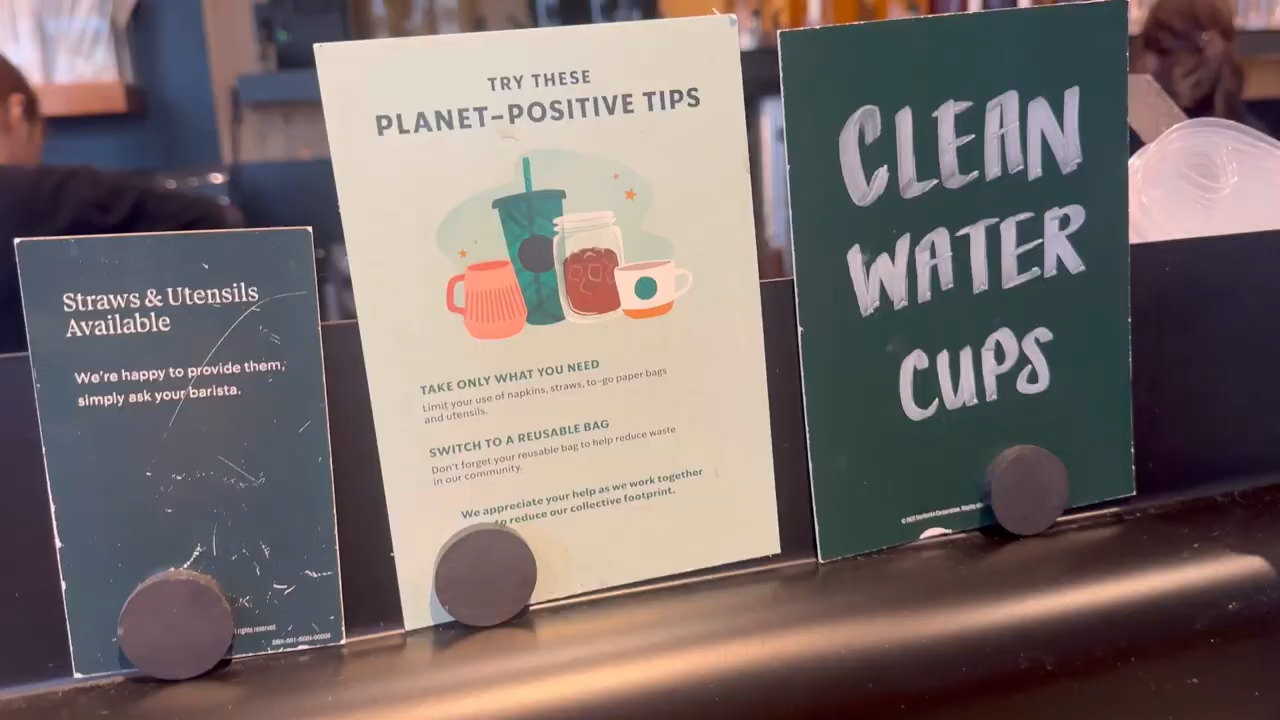 Straws & Utensils
Available
We're happy to provide them,
simply ask your barista.
rights reserved.
TRY THESE
PLANET-POSITIVE TIPS
TAKE ONLY WHAT YOU NEED
Limit your use of napkins, straws, to-go paper bags
and utensils.
SWITCH TO A REUSABLE BAG
Don't forget your reusable bag to help reduce waste
in our community.
We appreciate your help as we work together
to reduce our collective footprint.
CLEAN
WATER
CUPS